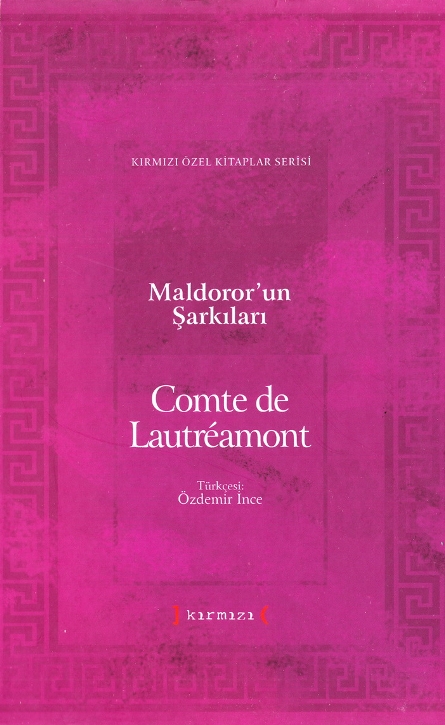 KIRMIZI ÖZEL KİTAPLAR SERİSİ
Maldoror'un
Şarkıları
Comte de
Lautréamont
Türkçesi:
Özdemir İnce
kırmızı